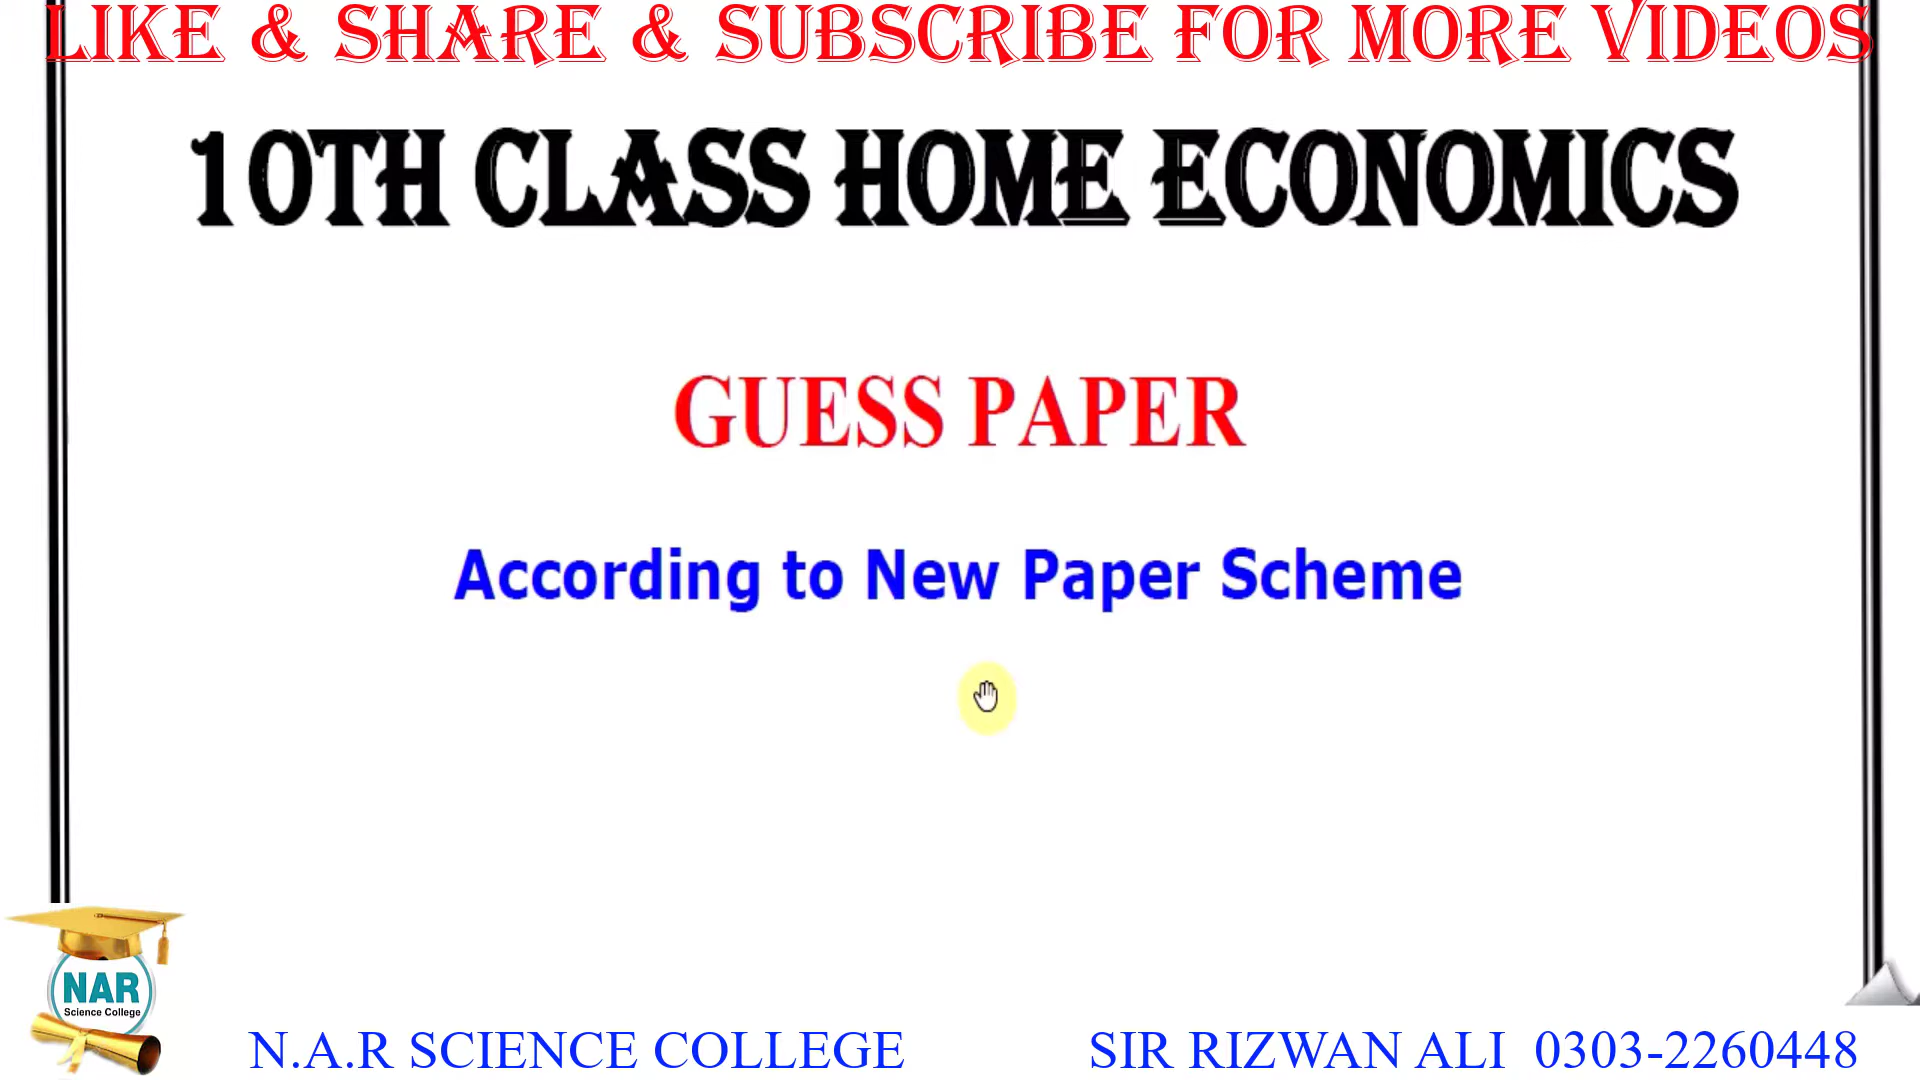 LIKE & SHARE & SUBSCRIBE FOR MORE VIDEOS
10TH CLASS HOME ECONOMICS
GUESS PAPER
According to New Paper Scheme
NAR
Science College
N.A.R SCIENCE COLLEGE SIR RIZWAN ALI 0303-2260448